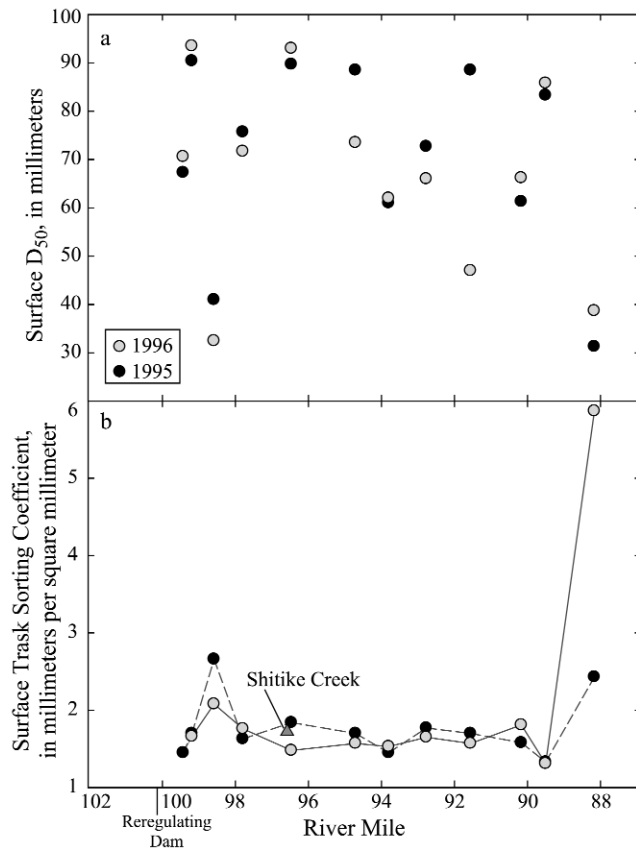 a
Surface D50, in millimeters
100
90
80
70
60
50
40
30
1996
1995
b
Surface Trask Sorting Coefficient,
in millimeters per square millimeter
6
5
4
3
2
1
Shitike Creek
102 100 98 96 94 92 90 88
Reregulating
Dam
River Mile